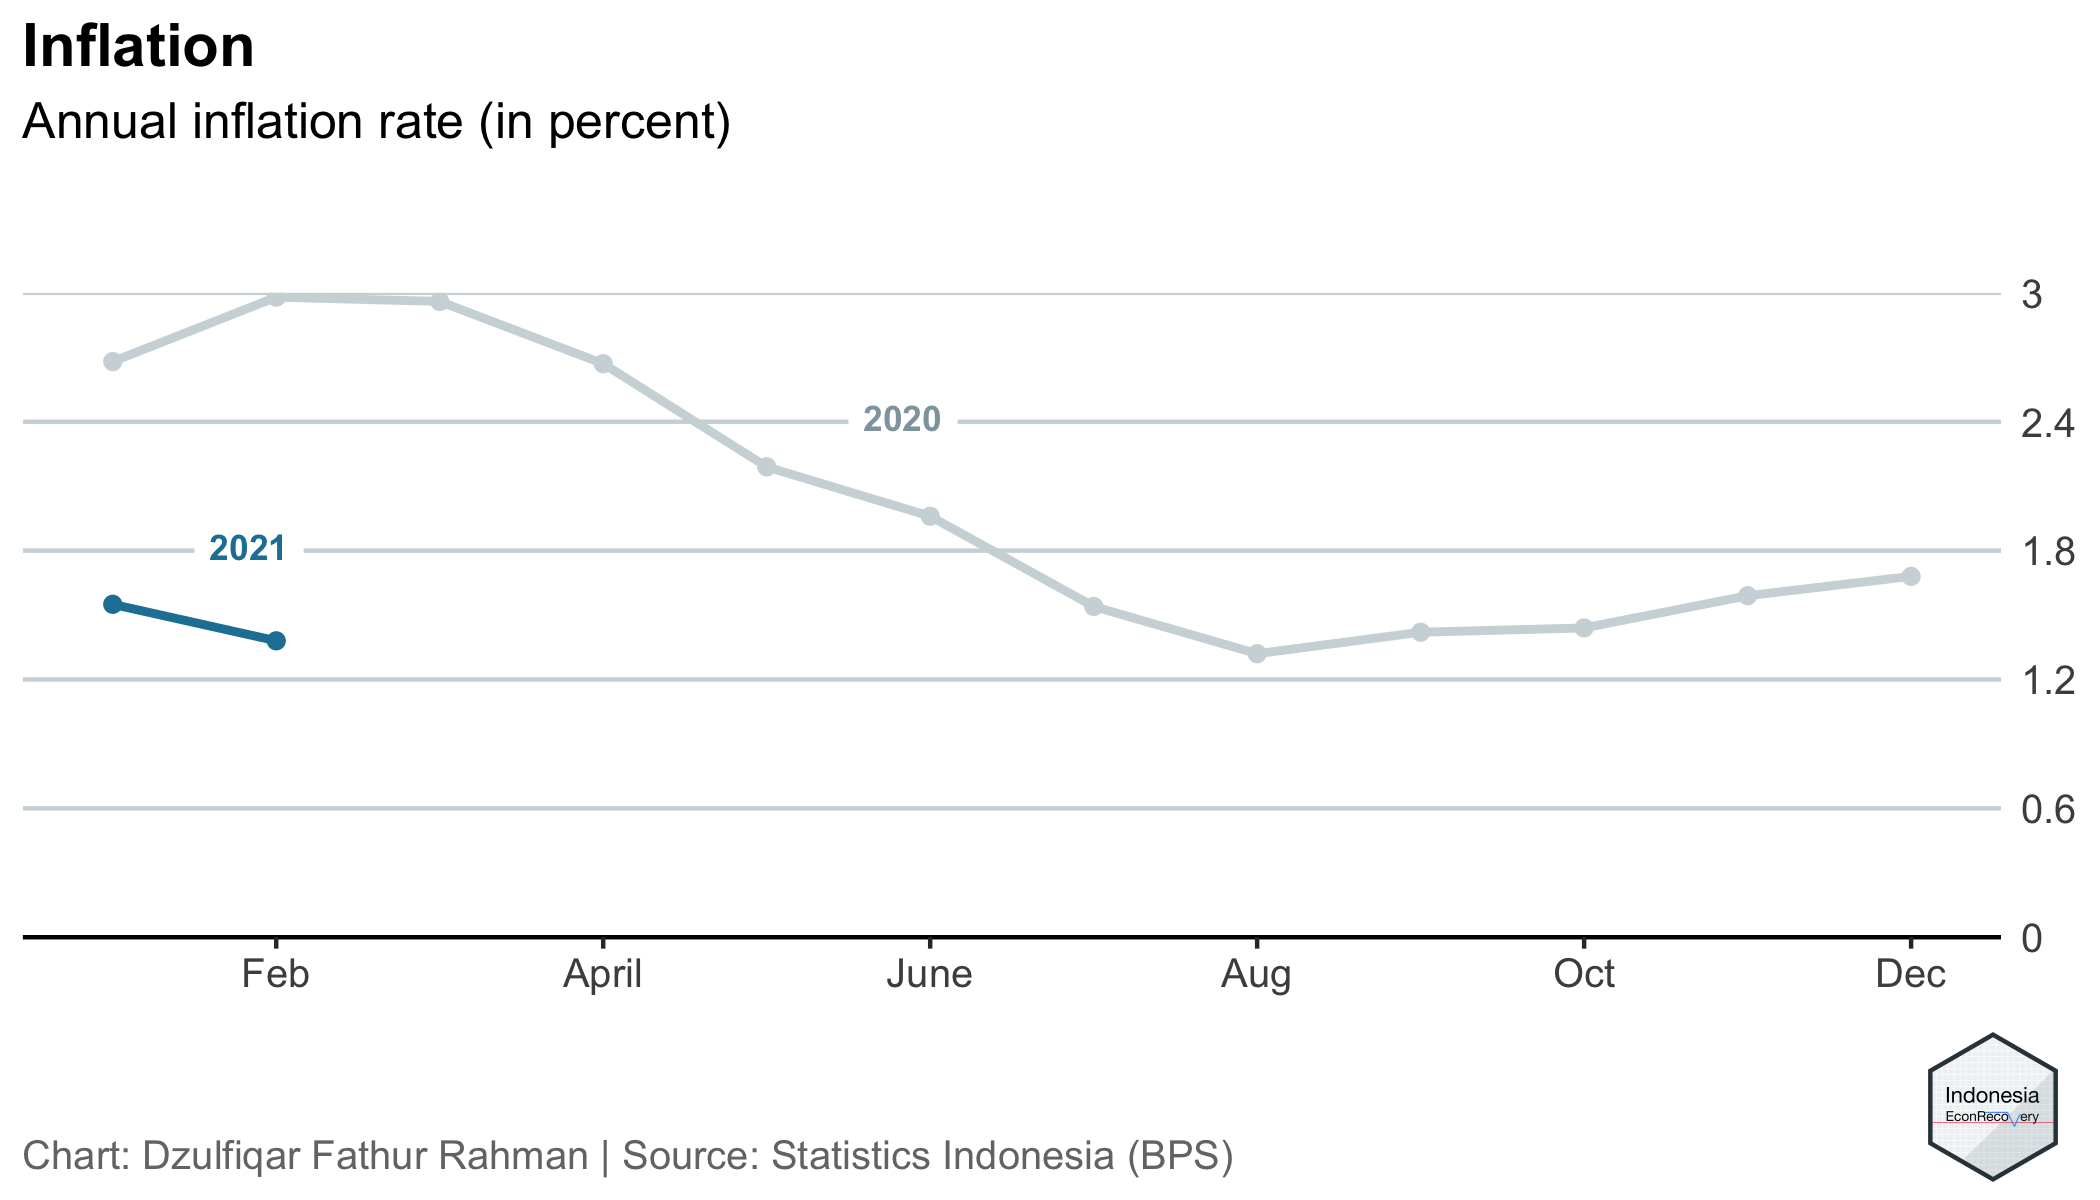 Inflation
Annual inflation rate (in percent)
3
2.4
2020
1.8
2021
1.2
0.6
0
Feb
April
June
Aug
Oct
Dec
Indonesia
EconRecovery
Chart: Dzulfiqar Fathur Rahman | Source: Statistics Indonesia (BPS)